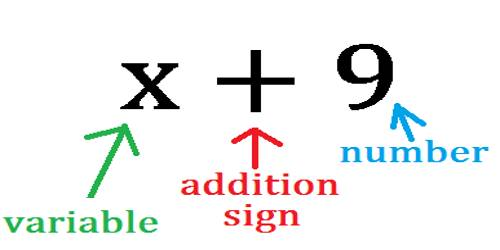 x + 9
number
addition
sign
variable